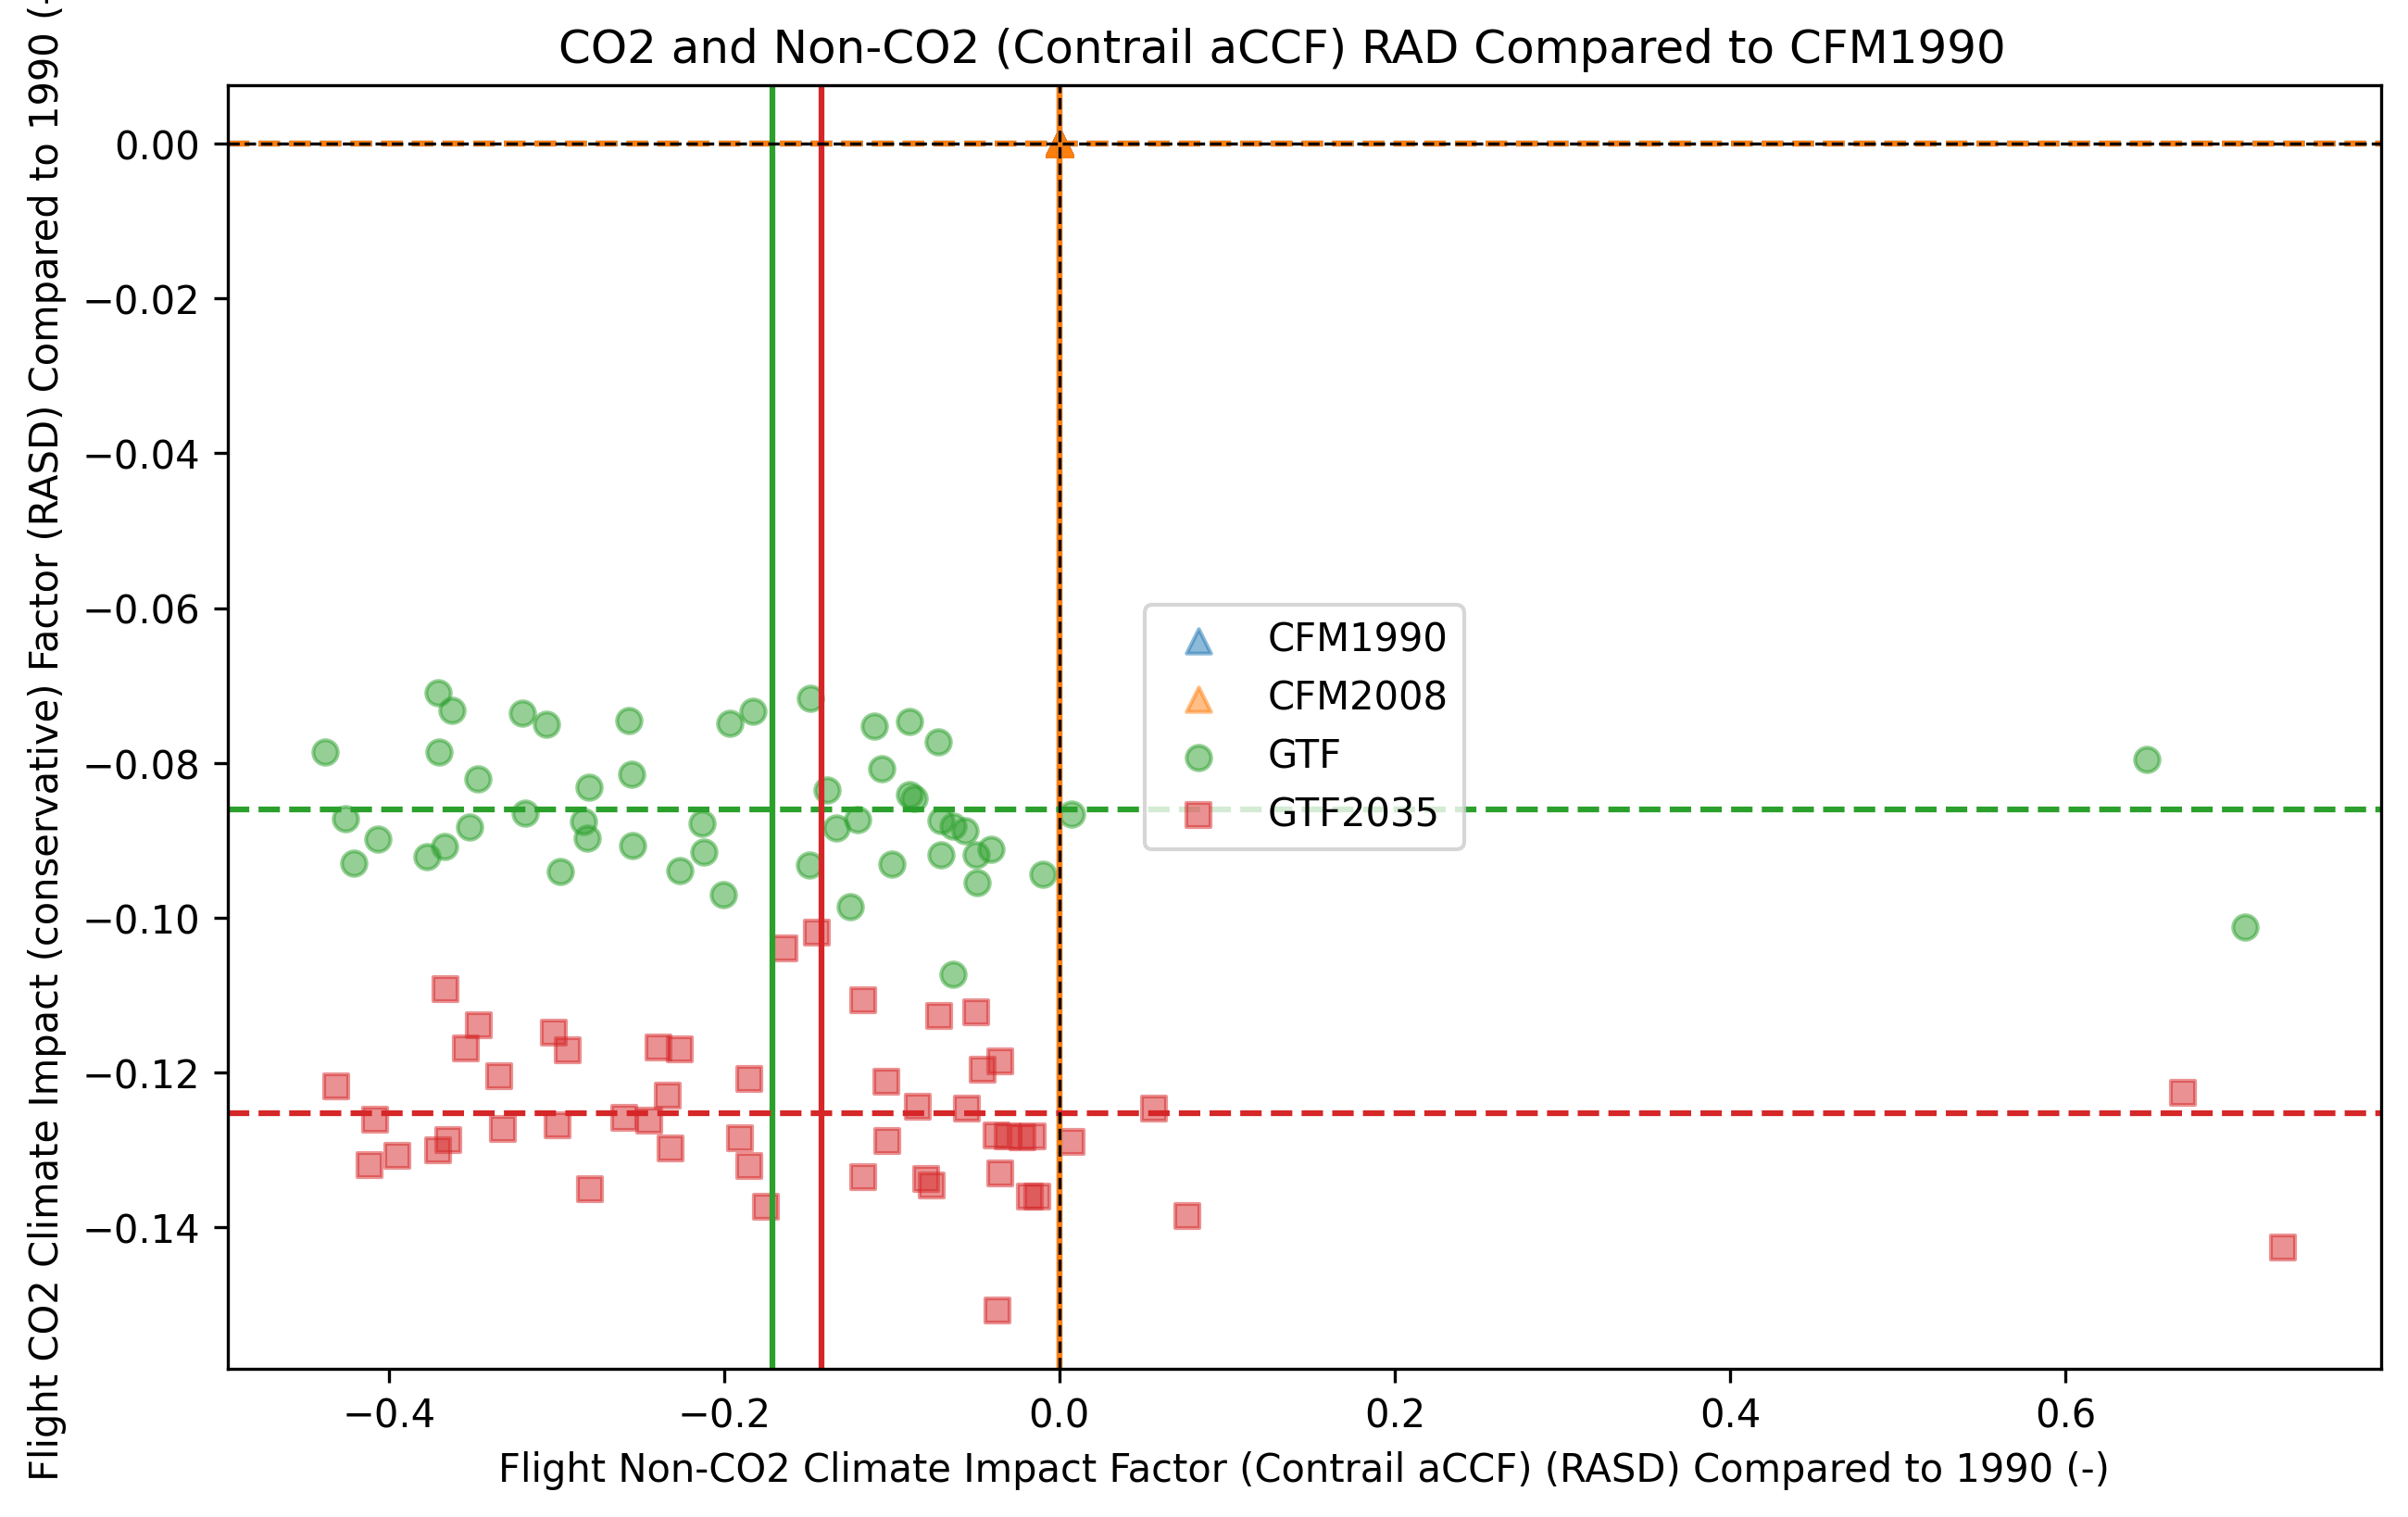 CO2 and Non-CO2 (Contrail aCCF) RAD Compared to CFM1990
Flight CO2 Climate Impact (conservative) Factor (RASD) Compared to 1990 (-
0.00
−0.02
−0.04
−0.06
−0.08
−0.10
−0.12
−0.14
CFM1990
CFM2008
GTF
GTF2035
−0.4
−0.2
0.0
0.2
0.4
0.6
Flight Non-CO2 Climate Impact Factor (Contrail aCCF) (RASD) Compared to 1990 (-)